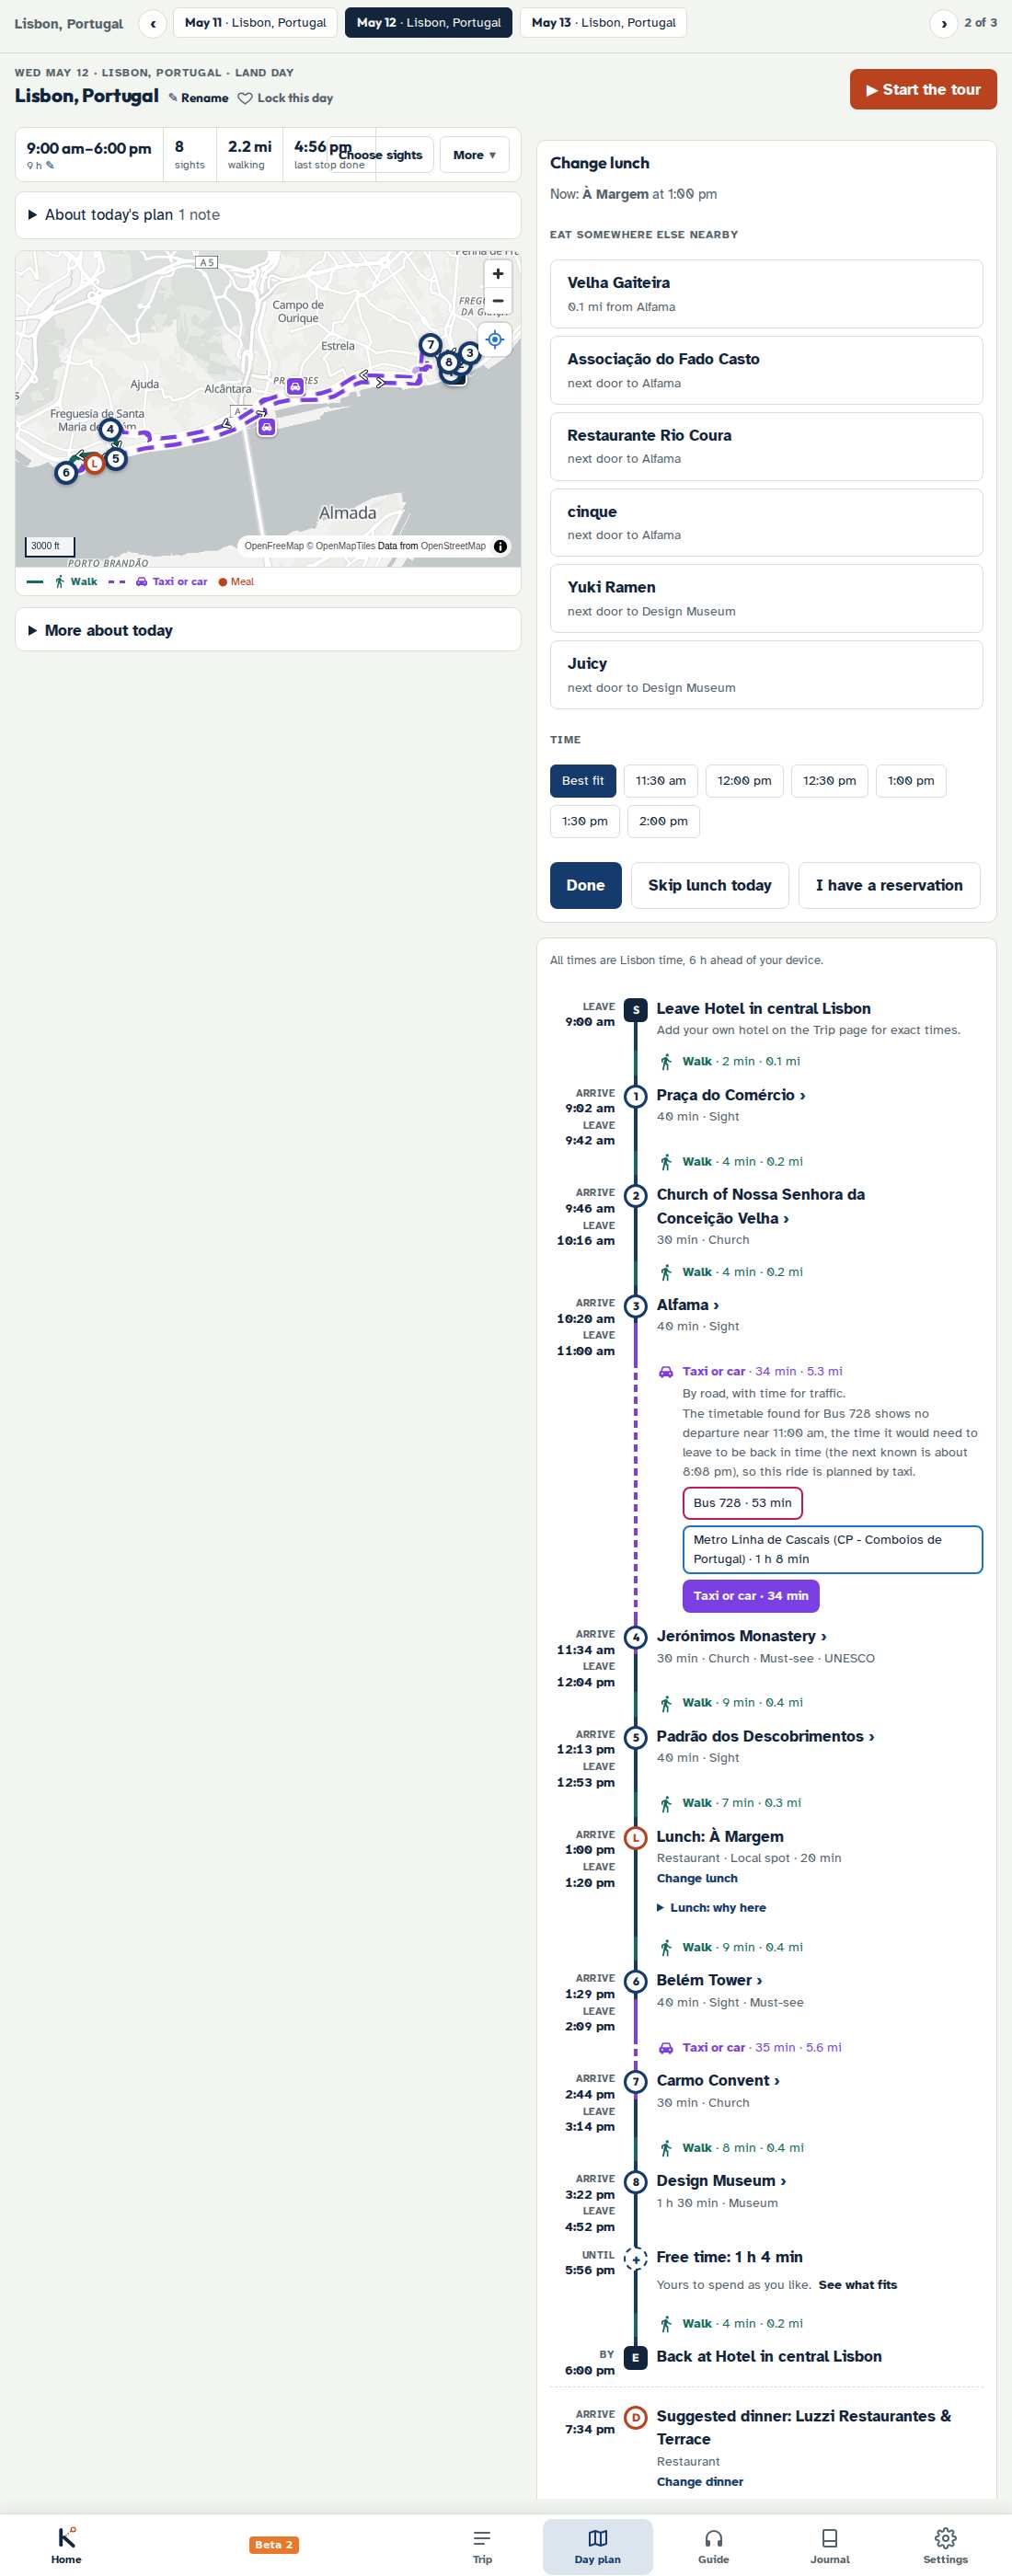 Lisbon, Portugal
‹
May 11 · Lisbon, Portugal
May 12 · Lisbon, Portugal
May 13 · Lisbon, Portugal
›
2 of 3
WED MAY 12 · LISBON, PORTUGAL · LAND DAY
Lisbon, Portugal
✎ Rename
Lock this day
▶ Start the tour
9:00 am–6:00 pm
9 h ✎
8
sights
2.2 mi
walking
4:56 pm
last stop done
Choose sights
More ▾
▶ About today's plan 1 note
A 5
Campo de
Ourique
Estrela
Ajuda
Alcântara
Freguesia de Santa
Almada
PORTO BRANDÃO
+
−
1
2
3
4
5
6
7
8
L
3000 ft
OpenFreeMap © OpenMapTiles Data from OpenStreetMap
Walk
Taxi or car
Meal
▶ More about today
Change lunch
Now: À Margem at 1:00 pm
EAT SOMEWHERE ELSE NEARBY
Velha Gaiteira
0.1 mi from Alfama
Associação do Fado Casto
next door to Alfama
Restaurante Rio Coura
next door to Alfama
cinque
next door to Alfama
Yuki Ramen
next door to Design Museum
Juicy
next door to Design Museum
TIME
Best fit
11:30 am
12:00 pm
12:30 pm
1:00 pm
1:30 pm
2:00 pm
Done
Skip lunch today
I have a reservation
All times are Lisbon time, 6 h ahead of your device.
LEAVE
9:00 am
S
Leave Hotel in central Lisbon
Add your own hotel on the Trip page for exact times.
Walk · 2 min · 0.1 mi
ARRIVE
9:02 am
LEAVE
9:42 am
1
Praça do Comércio ›
40 min · Sight
Walk · 4 min · 0.2 mi
ARRIVE
9:46 am
LEAVE
10:16 am
2
Church of Nossa Senhora da
Conceição Velha ›
30 min · Church
Walk · 4 min · 0.2 mi
ARRIVE
10:20 am
LEAVE
11:00 am
3
Alfama ›
40 min · Sight
Taxi or car · 34 min · 5.3 mi
By road, with time for traffic.
The timetable found for Bus 728 shows no
departure near 11:00 am, the time it would need to
leave to be back in time (the next known is about
8:08 pm), so this ride is planned by taxi.
Bus 728 · 53 min
Metro Linha de Cascais (CP - Comboios de
Portugal) · 1 h 8 min
Taxi or car · 34 min
ARRIVE
11:34 am
LEAVE
12:04 pm
4
Jerónimos Monastery ›
30 min · Church · Must-see · UNESCO
Walk · 9 min · 0.4 mi
ARRIVE
12:13 pm
LEAVE
12:53 pm
5
Padrão dos Descobrimentos ›
40 min · Sight
Walk · 7 min · 0.3 mi
ARRIVE
1:00 pm
LEAVE
1:20 pm
L
Lunch: À Margem
Restaurant · Local spot · 20 min
Change lunch
▶ Lunch: why here
Walk · 9 min · 0.4 mi
ARRIVE
1:29 pm
LEAVE
2:09 pm
6
Belém Tower ›
40 min · Sight · Must-see
Taxi or car · 35 min · 5.6 mi
ARRIVE
2:44 pm
LEAVE
3:14 pm
7
Carmo Convent ›
30 min · Church
Walk · 8 min · 0.4 mi
ARRIVE
3:22 pm
LEAVE
4:52 pm
8
Design Museum ›
1 h 30 min · Museum
UNTIL
5:56 pm
+
Free time: 1 h 4 min
Yours to spend as you like. See what fits
Walk · 4 min · 0.2 mi
BY
6:00 pm
E
Back at Hotel in central Lisbon
ARRIVE
7:34 pm
D
Suggested dinner: Luzzi Restaurantes &
Terrace
Restaurant
Change dinner
Home
Beta 2
Trip
Day plan
Guide
Journal
Settings